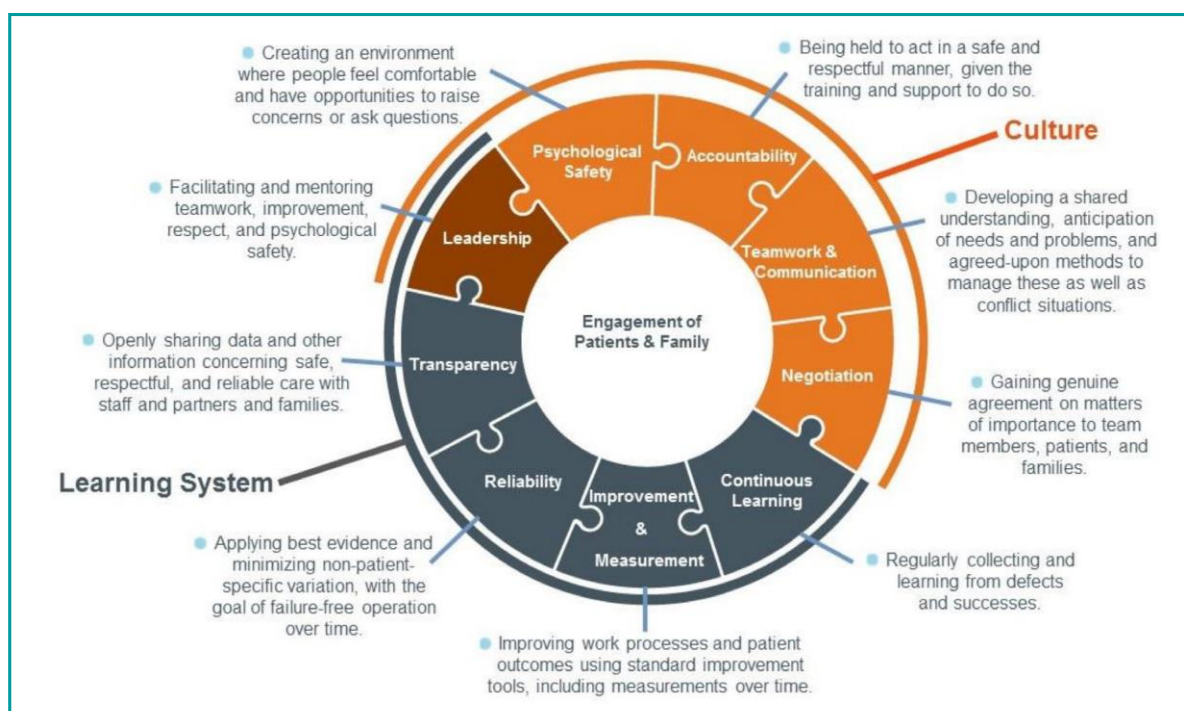 Creating an environment
where people feel comfortable
and have opportunities to raise
concerns or ask questions.
Being held to act in a safe and
respectful manner, given the
training and support to do so.
Culture
Psychological
Safety
Accountability
Facilitating and mentoring
teamwork, improvement,
respect, and psychological
safety.
Leadership
Teamwork &
Communication
Developing a shared
understanding, anticipation
of needs and problems, and
agreed-upon methods to
manage these as well as
conflict situations.
Engagement of
Patients & Family
Openly sharing data and other
information concerning safe,
respectful, and reliable care with
staff and partners and families.
Transparency
Negotiation
Gaining genuine
agreement on matters
of importance to team
members, patients, and
families.
Learning System
Reliability
Improvement
&
Measurement
Continuous
Learning
Applying best evidence and
minimizing non-patient-
specific variation, with the
goal of failure-free operation
over time.
Regularly collecting and
learning from defects
and successes.
Improving work processes and patient
outcomes using standard improvement
tools, including measurements over time.